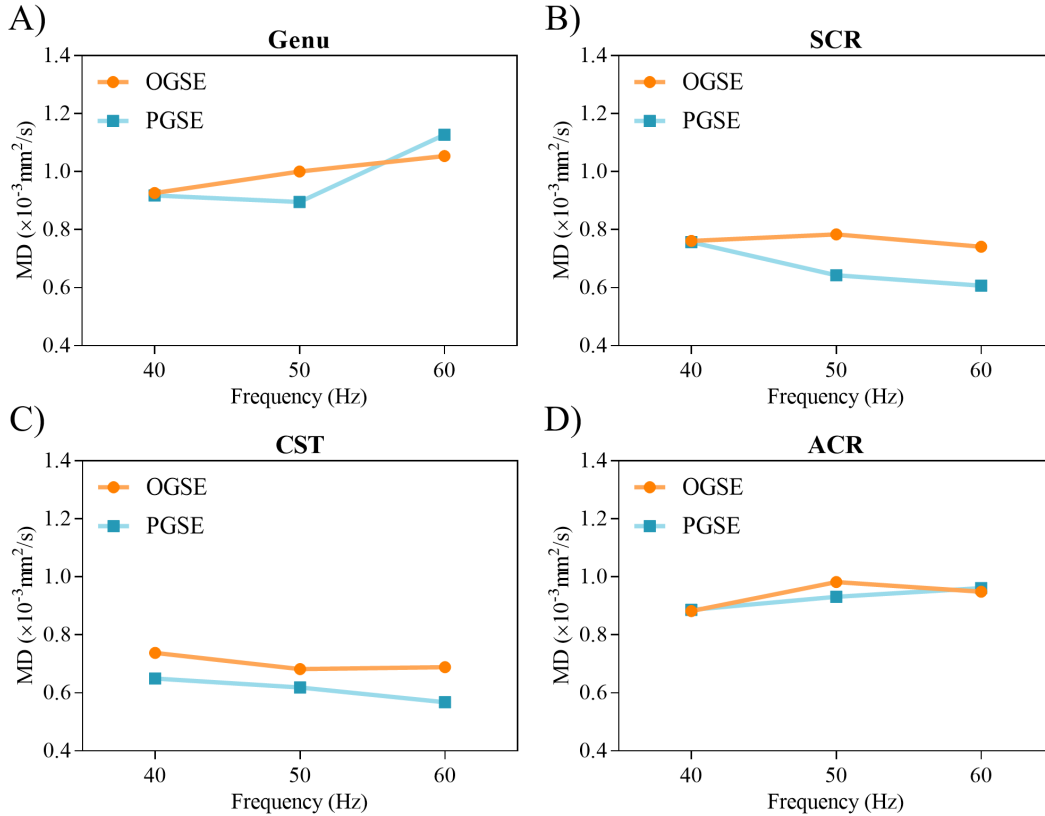 A)
Genu
1.4
1.2
1.0
0.8
0.6
0.4
MD (×10⁻³mm²/s)
OGSE
PGSE
40 50 60
Frequency (Hz)
B)
SCR
1.4
1.2
1.0
0.8
0.6
0.4
MD (×10⁻³mm²/s)
OGSE
PGSE
40 50 60
Frequency (Hz)
C)
CST
1.4
1.2
1.0
0.8
0.6
0.4
MD (×10⁻³mm²/s)
OGSE
PGSE
40 50 60
Frequency (Hz)
D)
ACR
1.4
1.2
1.0
0.8
0.6
0.4
MD (×10⁻³mm²/s)
OGSE
PGSE
40 50 60
Frequency (Hz)